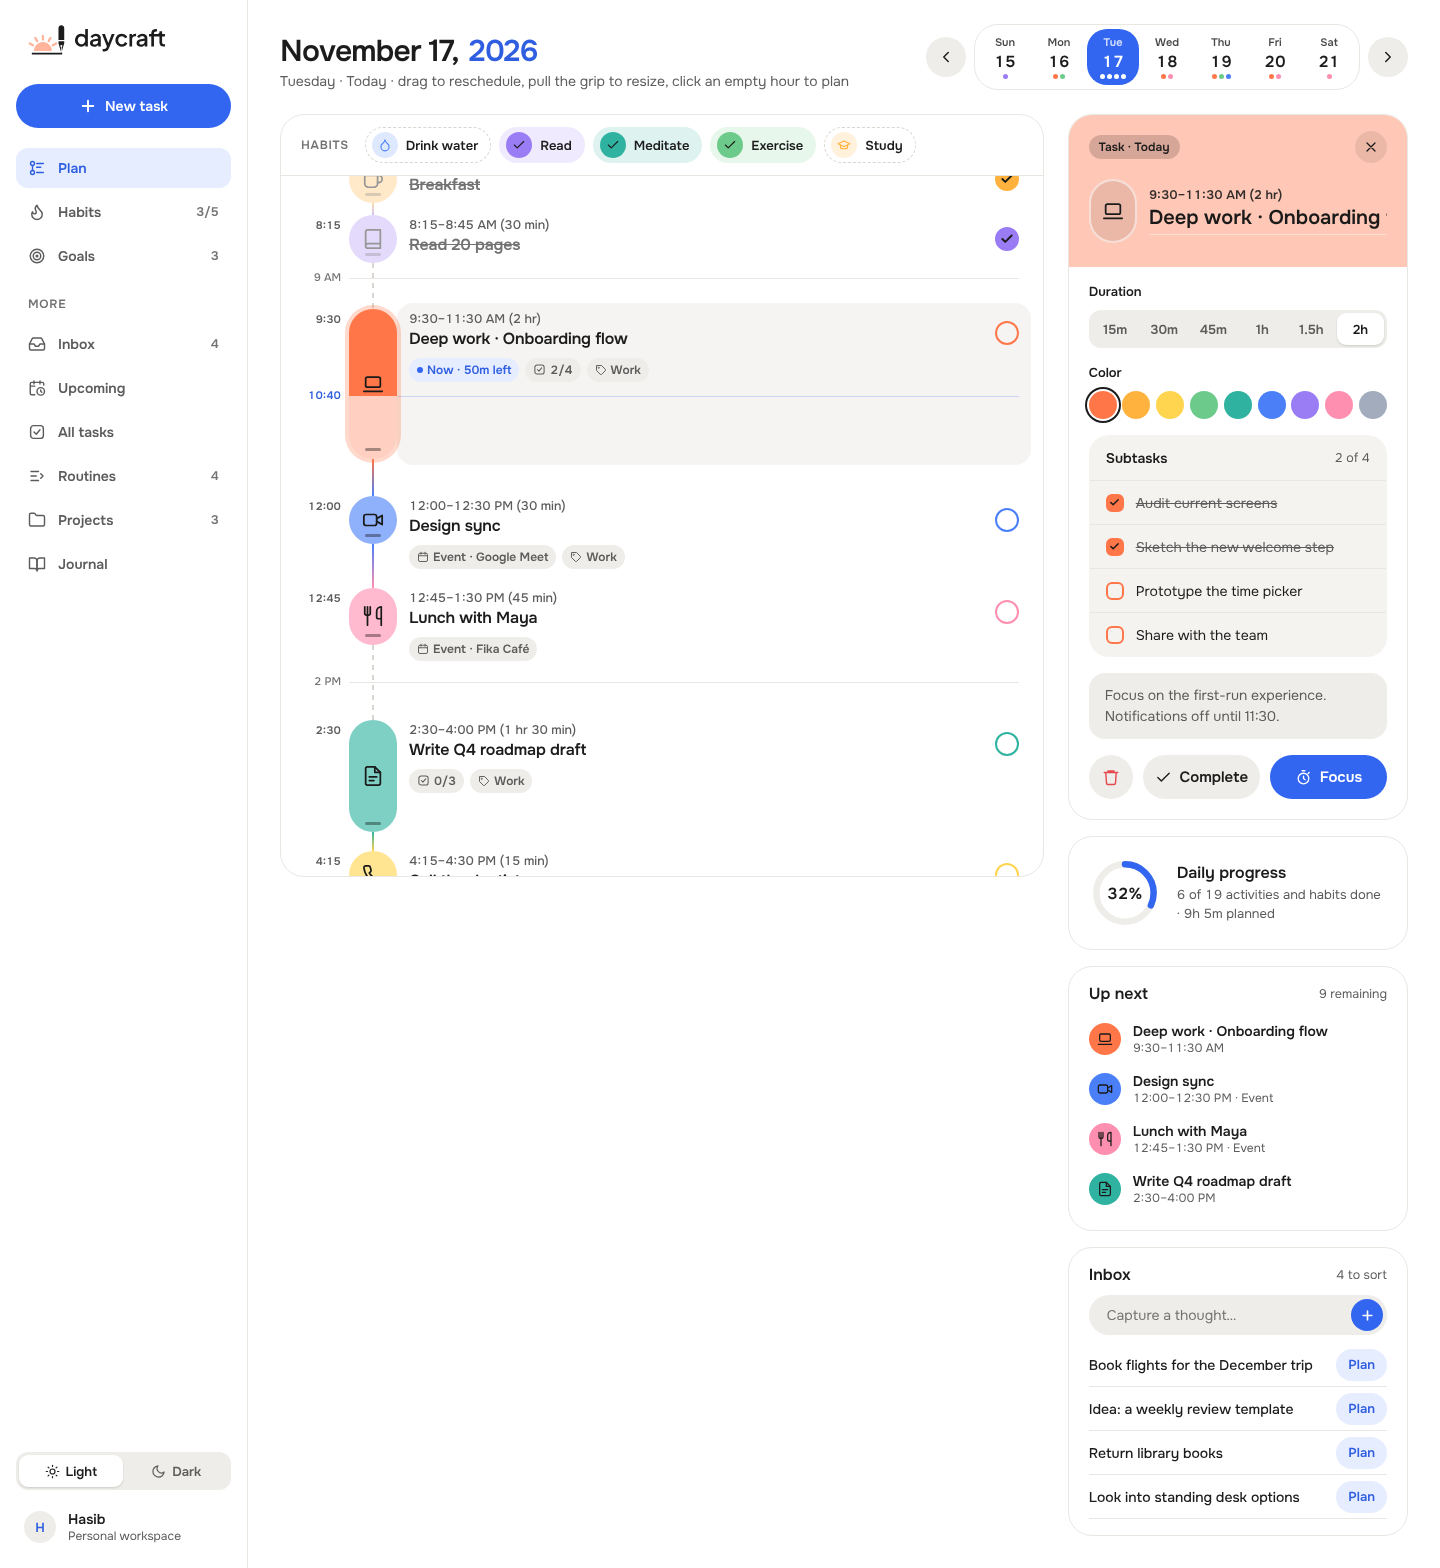 daycraft
New task
Plan
Habits 3/5
Goals 3
MORE
Inbox 4
Upcoming
All tasks
Routines 4
Projects 3
Journal
Light Dark
H
Hasib
Personal workspace
November 17, 2026
Tuesday · Today · drag to reschedule, pull the grip to resize, click an empty hour to plan
Sun Mon Tue Wed Thu Fri Sat
15 16 17 18 19 20 21
HABITS Drink water Read Meditate Exercise Study
Breakfast
8:15 8:15–8:45 AM (30 min)
Read 20 pages
9 AM
9:30 9:30–11:30 AM (2 hr)
Deep work · Onboarding flow
Now · 50m left 2/4 Work
10:40
12:00 12:00–12:30 PM (30 min)
Design sync
Event · Google Meet Work
12:45 12:45–1:30 PM (45 min)
Lunch with Maya
Event · Fika Café
2 PM
2:30 2:30–4:00 PM (1 hr 30 min)
Write Q4 roadmap draft
0/3 Work
4:15 4:15–4:30 PM (15 min)
Task · Today
9:30–11:30 AM (2 hr)
Deep work · Onboarding
Duration
15m 30m 45m 1h 1.5h 2h
Color
Subtasks 2 of 4
Audit current screens
Sketch the new welcome step
Prototype the time picker
Share with the team
Focus on the first-run experience.
Notifications off until 11:30.
Complete Focus
32%
Daily progress
6 of 19 activities and habits done
· 9h 5m planned
Up next 9 remaining
Deep work · Onboarding flow
9:30–11:30 AM
Design sync
12:00–12:30 PM · Event
Lunch with Maya
12:45–1:30 PM · Event
Write Q4 roadmap draft
2:30–4:00 PM
Inbox 4 to sort
Capture a thought...
Book flights for the December trip Plan
Idea: a weekly review template Plan
Return library books Plan
Look into standing desk options Plan